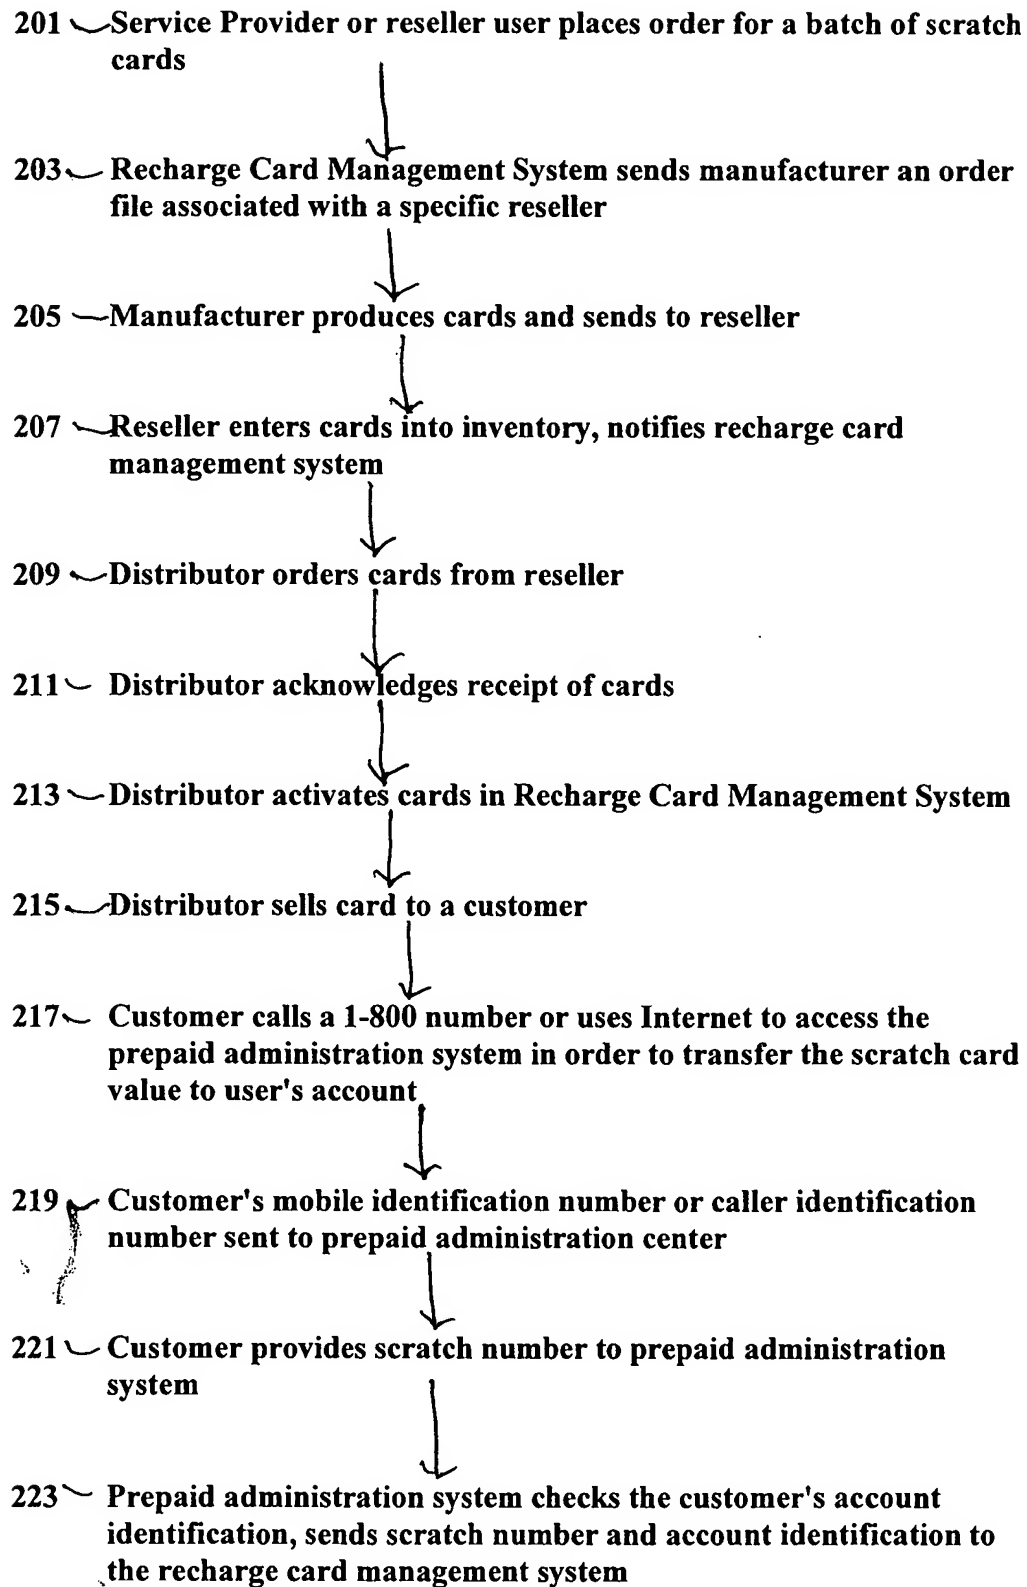 201 Service Provider or reseller user places order for a batch of scratch
cards
203 Recharge Card Management System sends manufacturer an order
file associated with a specific reseller
205 Manufacturer produces cards and sends to reseller
207 Reseller enters cards into inventory, notifies recharge card
management system
209 Distributor orders cards from reseller
211 Distributor acknowledges receipt of cards
213 Distributor activates cards in Recharge Card Management System
215 Distributor sells card to a customer
217 Customer calls a 1-800 number or uses Internet to access the
prepaid administration system in order to transfer the scratch card
value to user's account
219 Customer's mobile identification number or caller identification
number sent to prepaid administration center
221 Customer provides scratch number to prepaid administration
system
223 Prepaid administration system checks the customer's account
identification, sends scratch number and account identification to
the recharge card management system